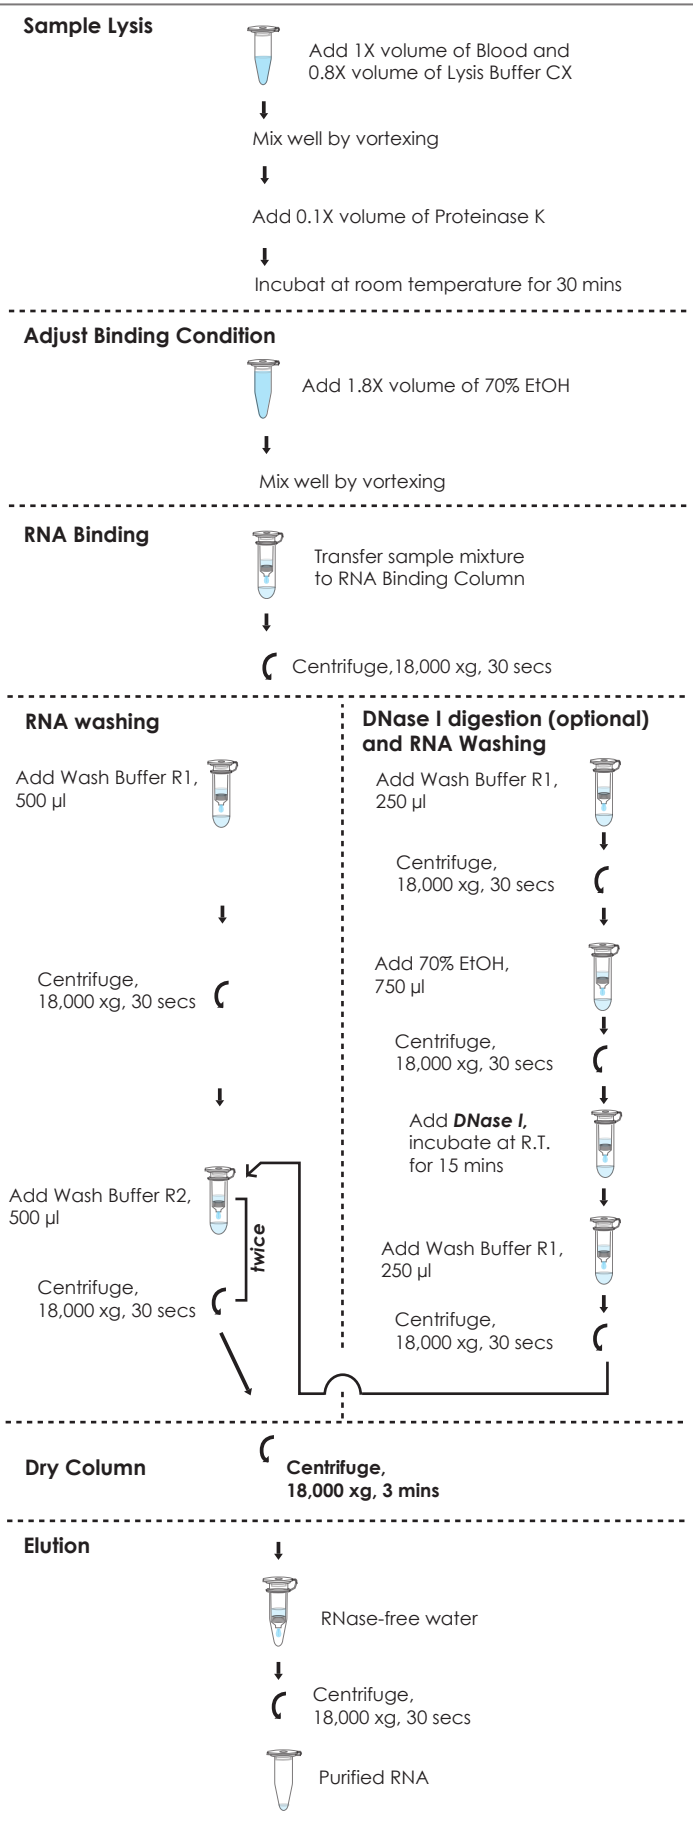 Sample Lysis
Add 1X volume of Blood and
0.8X volume of Lysis Buffer CX
Mix well by vortexing
Add 0.1X volume of Proteinase K
Incubat at room temperature for 30 mins
Adjust Binding Condition
Add 1.8X volume of 70% EtOH
Mix well by vortexing
RNA Binding
Transfer sample mixture
to RNA Binding Column
Centrifuge,18,000 xg, 30 secs
RNA washing
Add Wash Buffer R1,
500 µl
Centrifuge,
18,000 xg, 30 secs
Add Wash Buffer R2,
500 µl
twice
Centrifuge,
18,000 xg, 30 secs
DNase I digestion (optional)
and RNA Washing
Add Wash Buffer R1,
250 µl
Centrifuge,
18,000 xg, 30 secs
Add 70% EtOH,
750 µl
Centrifuge,
18,000 xg, 30 secs
Add DNase I,
incubate at R.T.
for 15 mins
Add Wash Buffer R1,
250 µl
Centrifuge,
18,000 xg, 30 secs
Dry Column
Centrifuge,
18,000 xg, 3 mins
Elution
RNase-free water
Centrifuge,
18,000 xg, 30 secs
Purified RNA